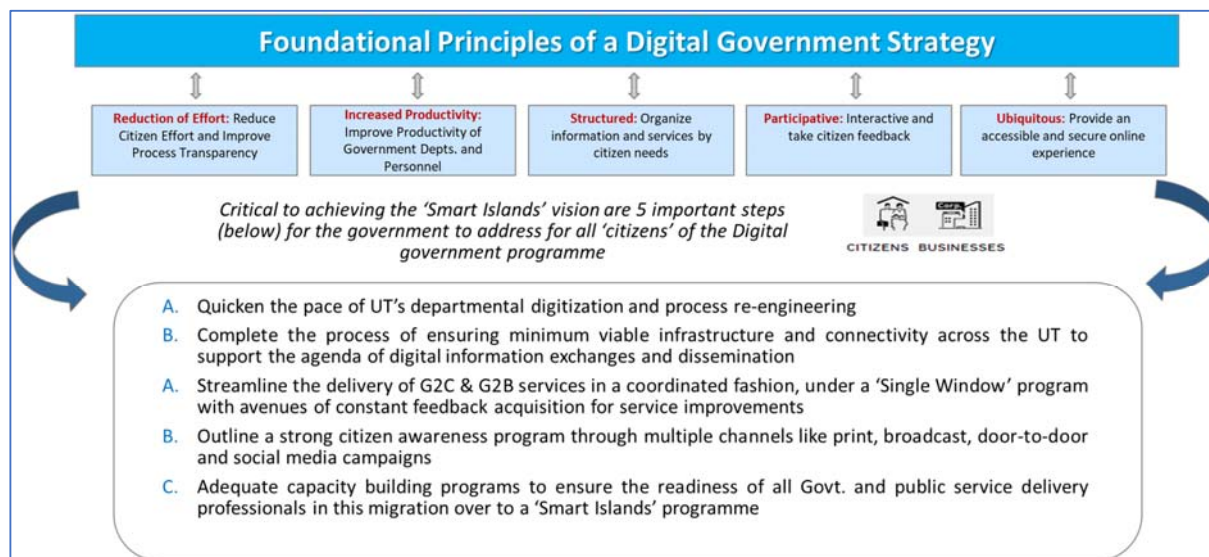 Foundational Principles of a Digital Government Strategy
Reduction of Effort: Reduce
Citizen Effort and Improve
Process Transparency
Increased Productivity:
Improve Productivity of
Government Depts. and
Personnel
Structured: Organize
information and services by
citizen needs
Participative: Interactive and
take citizen feedback
Ubiquitous: Provide an
accessible and secure online
experience
Critical to achieving the ‘Smart Islands’ vision are 5 important steps
(below) for the government to address for all ‘citizens’ of the Digital
government programme
Corp.
CITIZENS BUSINESSES
A. Quicken the pace of UT’s departmental digitization and process re-engineering
B. Complete the process of ensuring minimum viable infrastructure and connectivity across the UT to
support the agenda of digital information exchanges and dissemination
A. Streamline the delivery of G2C & G2B services in a coordinated fashion, under a ‘Single Window’ program
with avenues of constant feedback acquisition for service improvements
B. Outline a strong citizen awareness program through multiple channels like print, broadcast, door-to-door
and social media campaigns
C. Adequate capacity building programs to ensure the readiness of all Govt. and public service delivery
professionals in this migration over to a ‘Smart Islands’ programme